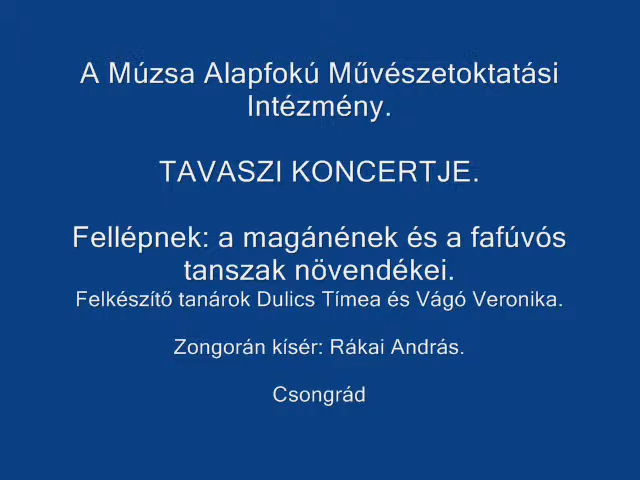 A Múzsa Alapfokú Művészetoktatási
Intézmény.
TAVASZI KONCERTJE.
Fellépnek: a magánének és a fafúvós
tanszak növendékei.
Felkészítő tanárok Dulics Tímea és Vágó Veronika.
Zongorán kísér: Rákai András.
Csongrád